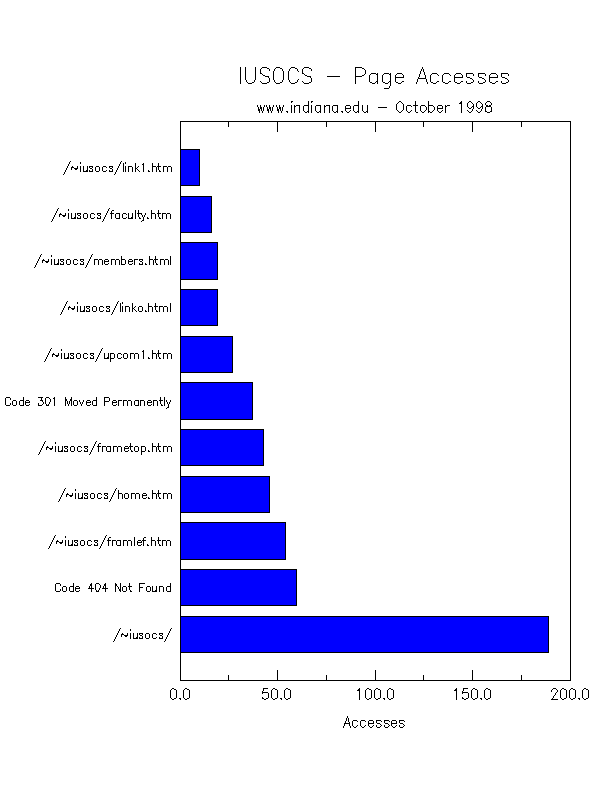 IUSOCS – Page Accesses
www.indiana.edu – October 1998
/~iusocs/link1.htm
/~iusocs/faculty.htm
/~iusocs/members.html
/~iusocs/linko.html
/~iusocs/upcom1.htm
Code 301 Moved Permanently
/~iusocs/frametop.htm
/~iusocs/home.htm
/~iusocs/framlef.htm
Code 404 Not Found
/~iusocs/
0.0 50.0 100.0 150.0 200.0
Accesses